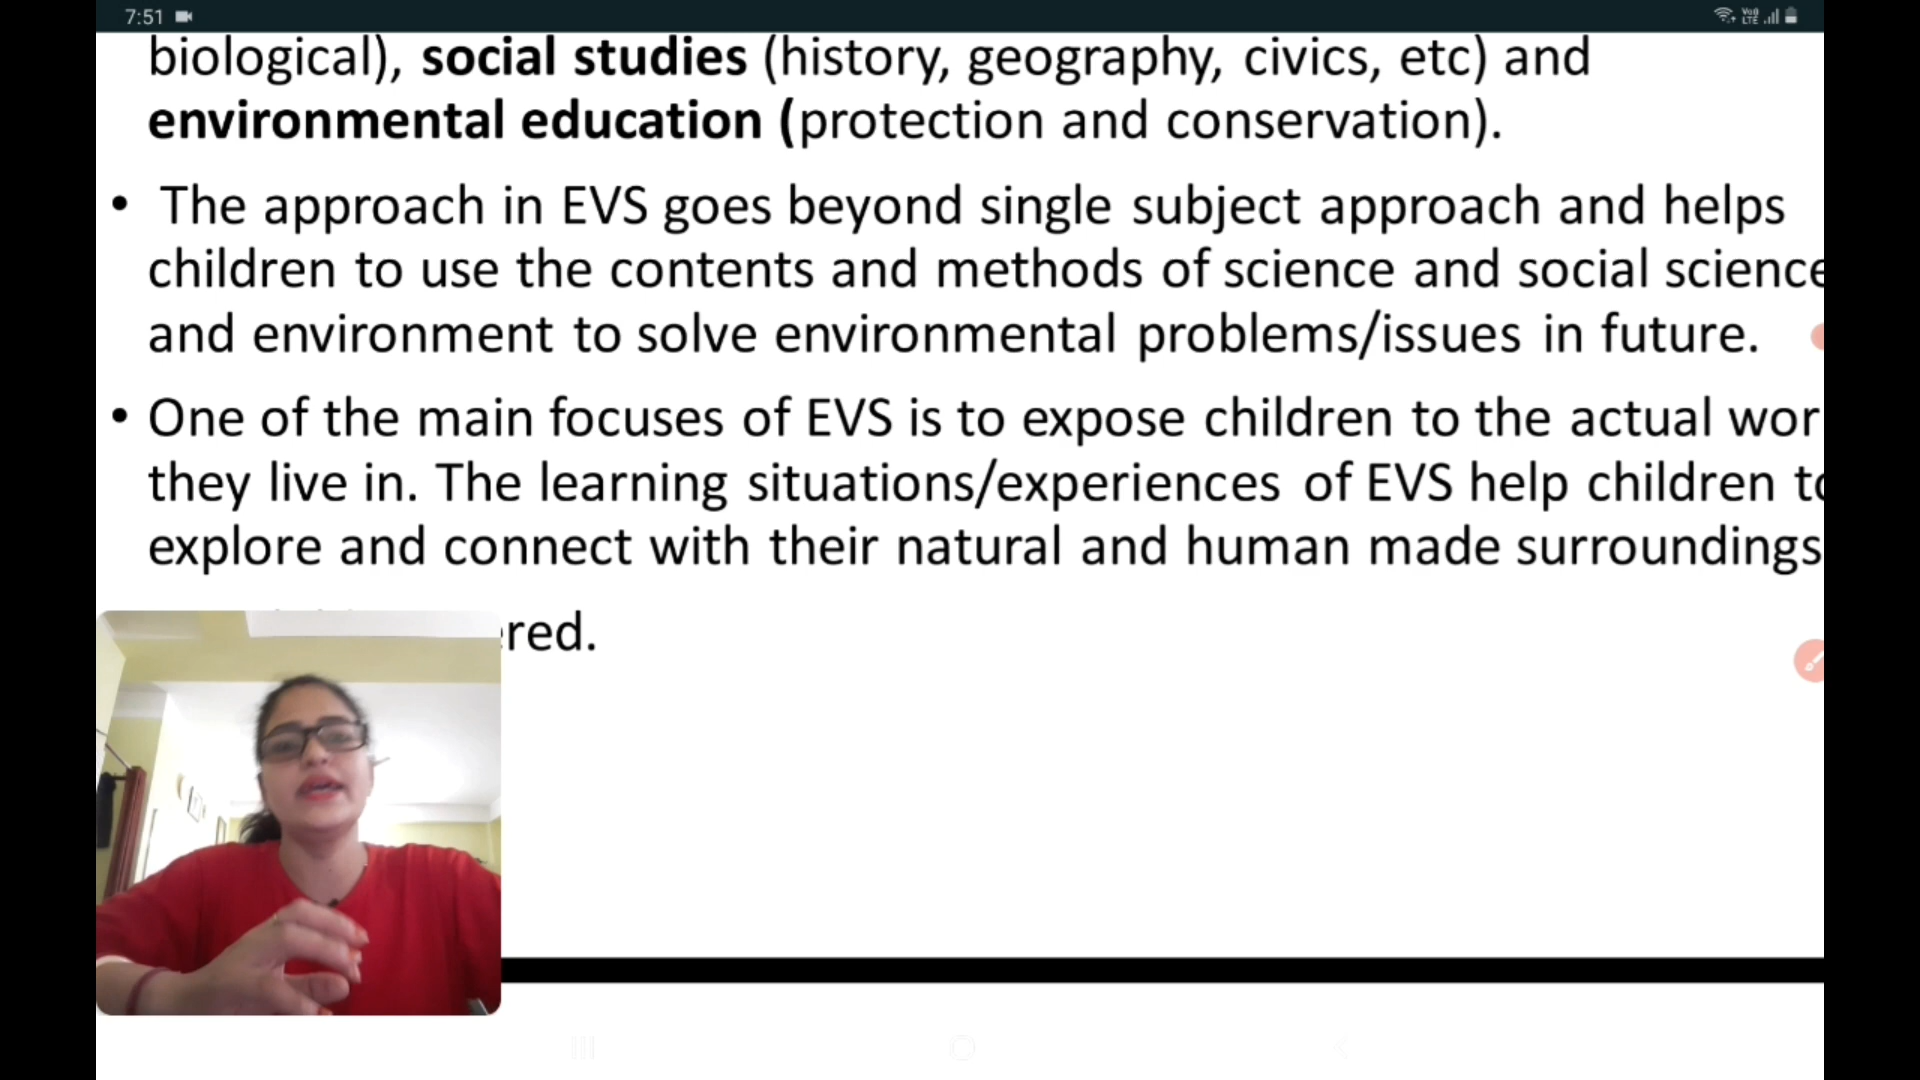 7:51
biological), social studies (history, geography, civics, etc) and
environmental education (protection and conservation).
• The approach in EVS goes beyond single subject approach and helps
children to use the contents and methods of science and social science
and environment to solve environmental problems/issues in future.
• One of the main focuses of EVS is to expose children to the actual wor
they live in. The learning situations/experiences of EVS help children to
explore and connect with their natural and human made surroundings
ered.